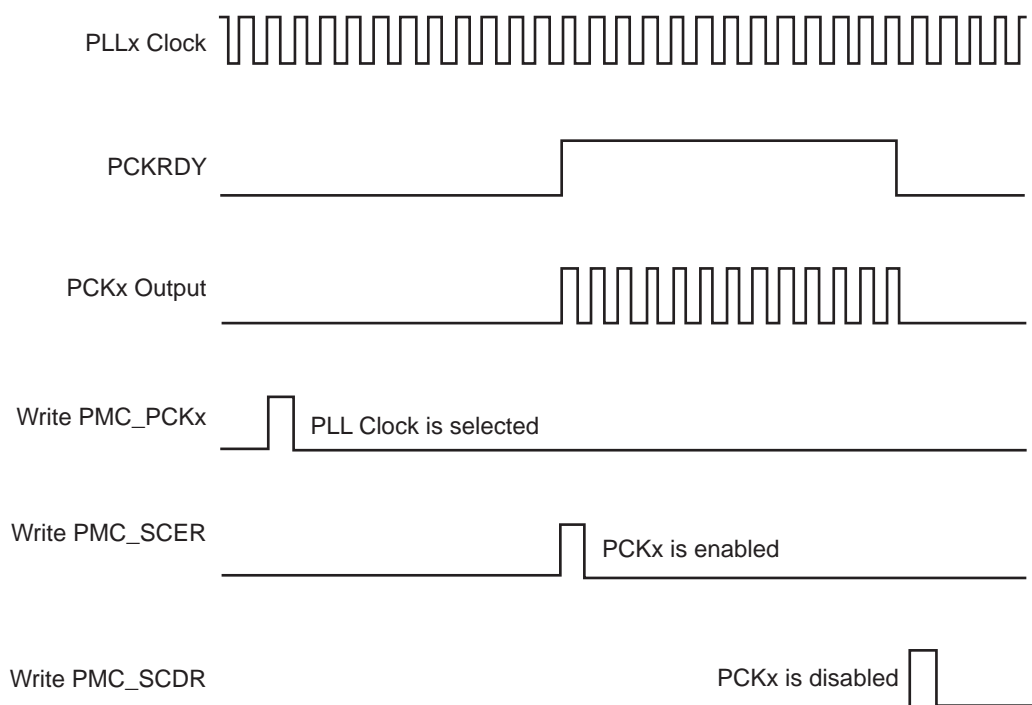 PLLx Clock
PCKRDY
PCKx Output
Write PMC_PCKx
PLL Clock is selected
Write PMC_SCER
PCKx is enabled
Write PMC_SCDR
PCKx is disabled